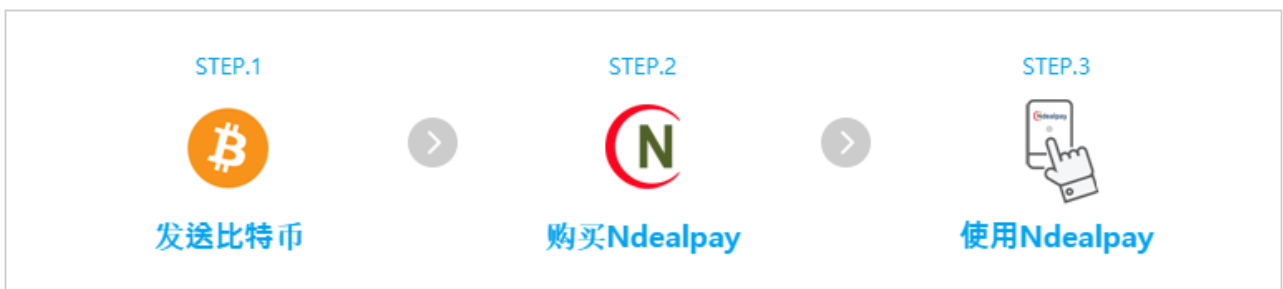 STEP.1
STEP.2
STEP.3
N
Ndealpay
发送比特币
购买Ndealpay
使用Ndealpay